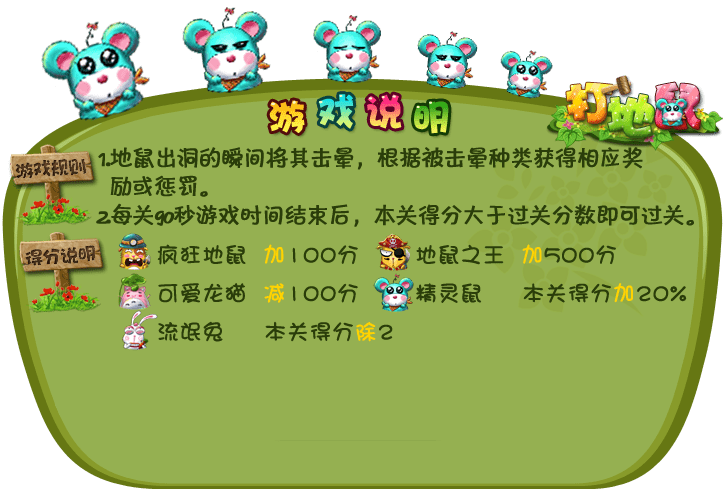 游戏说明
打地鼠
游戏规则
1.地鼠出洞的瞬间将其击晕，根据被击晕种类获得相应奖
励或惩罚。
2.每关90秒游戏时间结束后，本关得分大于过关分数即可过关。
得分说明
疯狂地鼠 加100分 地鼠之王 加500分
可爱龙猫 减100分 精灵鼠 本关得分加20%
流氓兔 本关得分除2